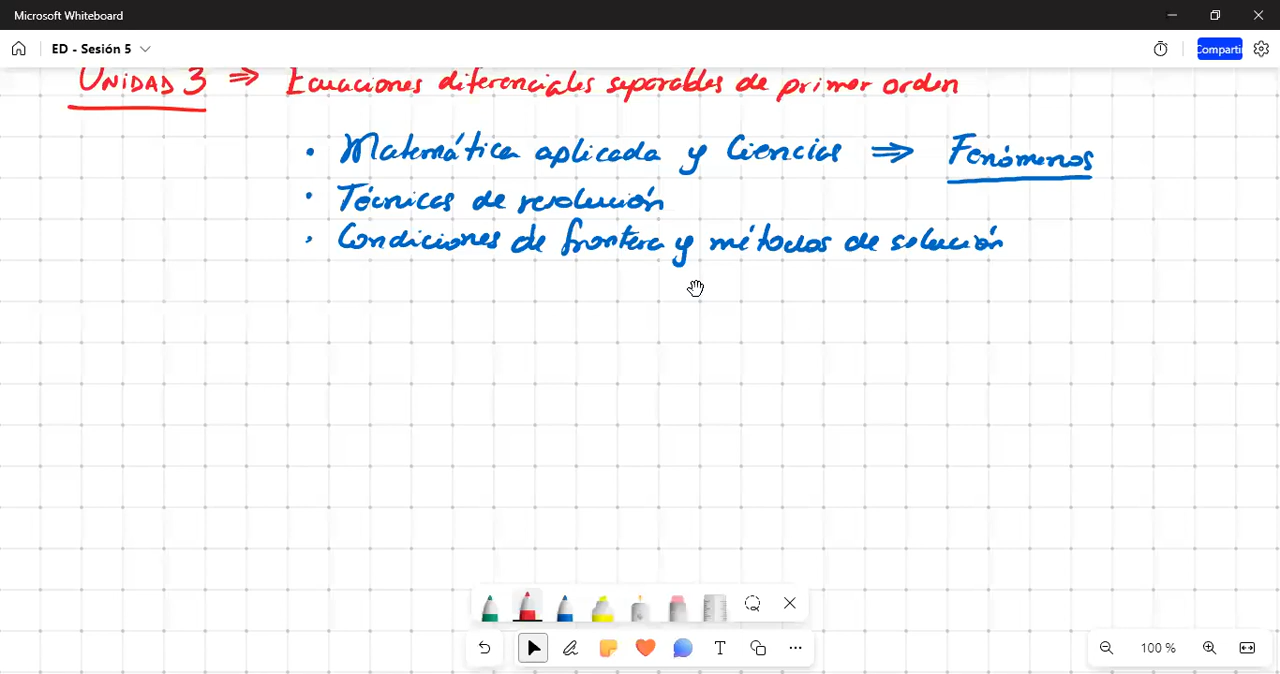 Microsoft Whiteboard
ED - Sesión 5
Comparti
UNIDAD 3 ⇒ Ecuaciones diferenciales separables de primer orden
• Matemática aplicada y Ciencias ⇒ Fenómenos
• Técnicas de resolución
• Condiciones de frontera y métodos de solución
T
100 %